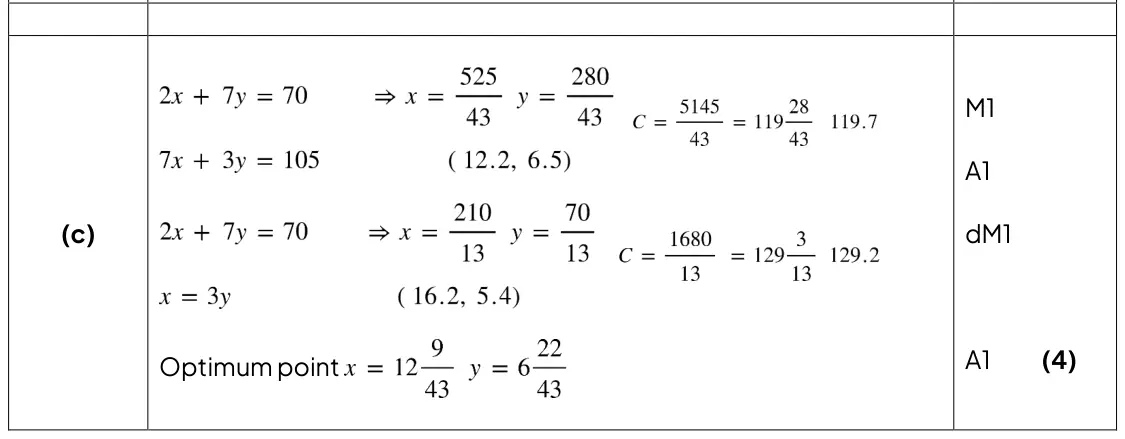 2x + 7y = 70 ⇒ x = 525/43 y = 280/43 C = 5145/43 = 119 28/43 119.7 M1
7x + 3y = 105 ( 12.2, 6.5) A1
(c) 2x + 7y = 70 ⇒ x = 210/13 y = 70/13 C = 1680/13 = 129 3/13 129.2 dM1
x = 3y ( 16.2, 5.4)
Optimum point x = 12 9/43 y = 6 22/43 A1 (4)